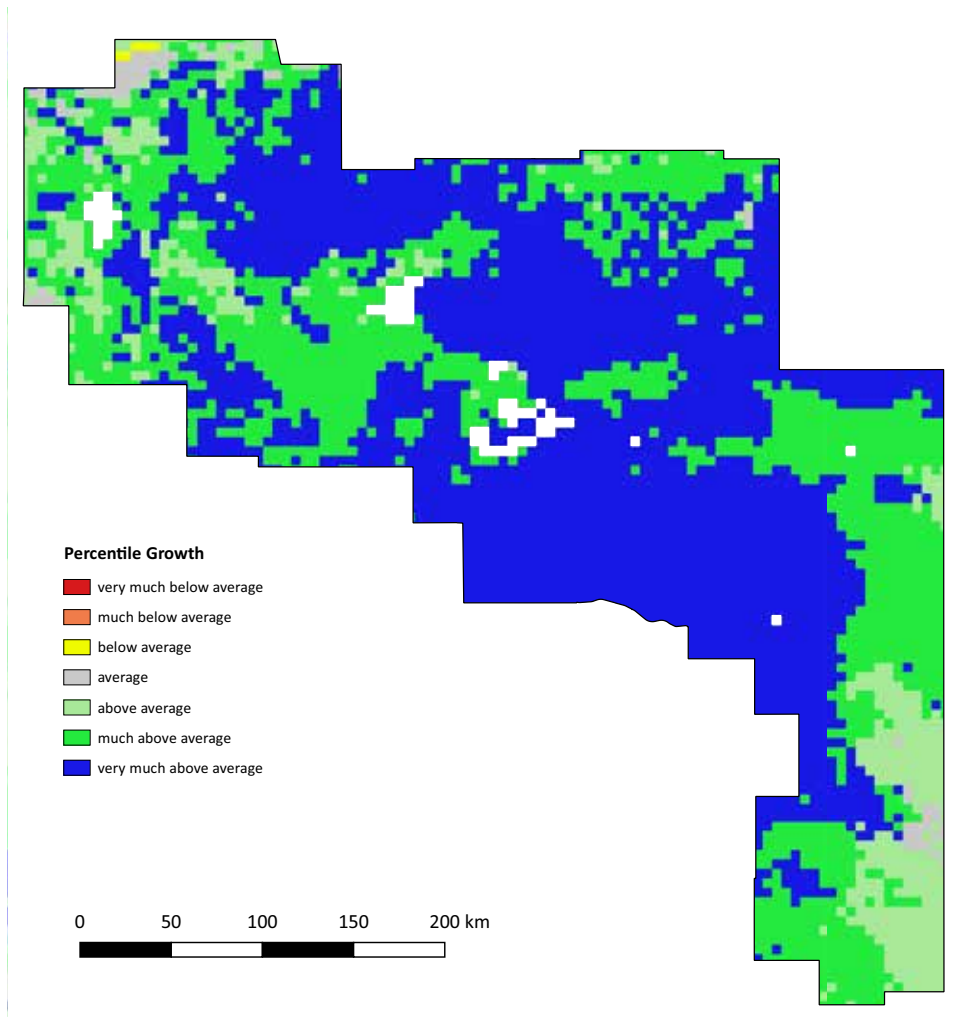 Percentile Growth
very much below average
much below average
below average
average
above average
much above average
very much above average
0 50 100 150 200 km